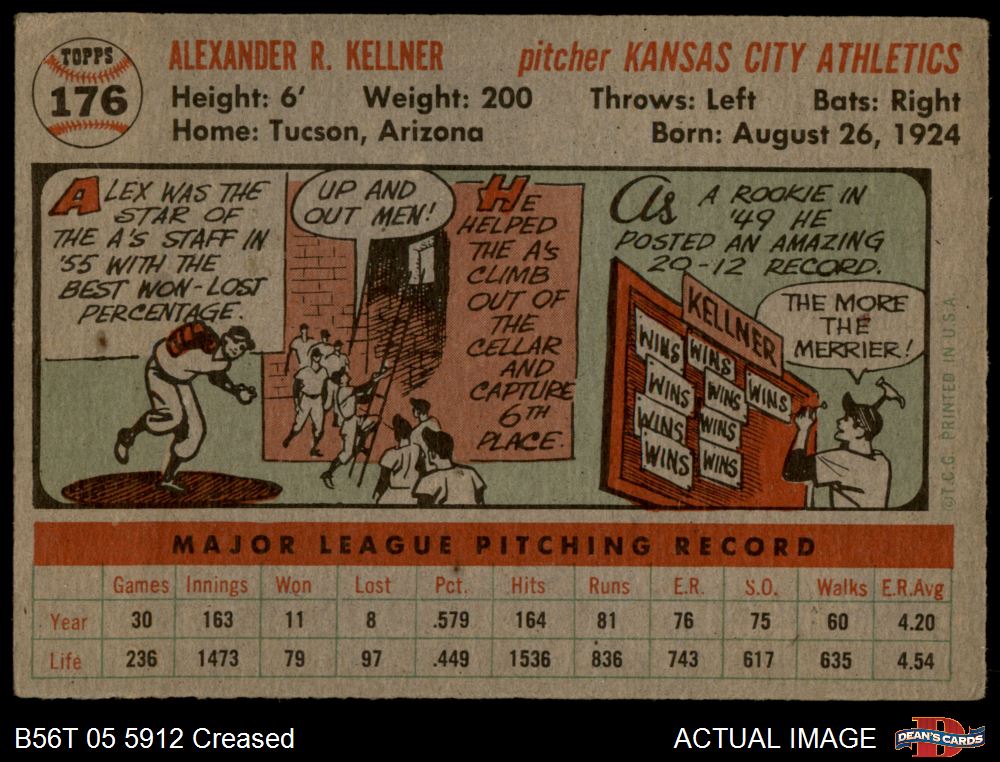 TOPPS
176
ALEXANDER R. KELLNER pitcher KANSAS CITY ATHLETICS
Height: 6' Weight: 200 Throws: Left Bats: Right
Home: Tucson, Arizona Born: August 26, 1924
ALEX WAS THE
STAR OF
THE A'S STAFF IN
'55 WITH THE
BEST WON-LOST
PERCENTAGE.
UP AND
OUT MEN!
HE
HELPED
THE A'S
CLIMB
OUT OF
THE
CELLAR
AND
CAPTURE
6TH
PLACE.
As A ROOKIE IN
'49 HE
POSTED AN AMAZING
20-12 RECORD.
KELLNER
WINS
WINS
WINS
WINS
WINS
WINS
WINS
WINS
WINS
THE MORE
THE
MERRIER!
©T.C.G. PRINTED IN U.S.A.
MAJOR LEAGUE PITCHING RECORD
Games Innings Won Lost Pct. Hits Runs E.R. S.O. Walks E.R.Avg
Year 30 163 11 8 .579 164 81 76 75 60 4.20
Life 236 1473 79 97 .449 1536 836 743 617 635 4.54
B56T 05 5912 Creased ACTUAL IMAGE
D
DEAN'S CARDS